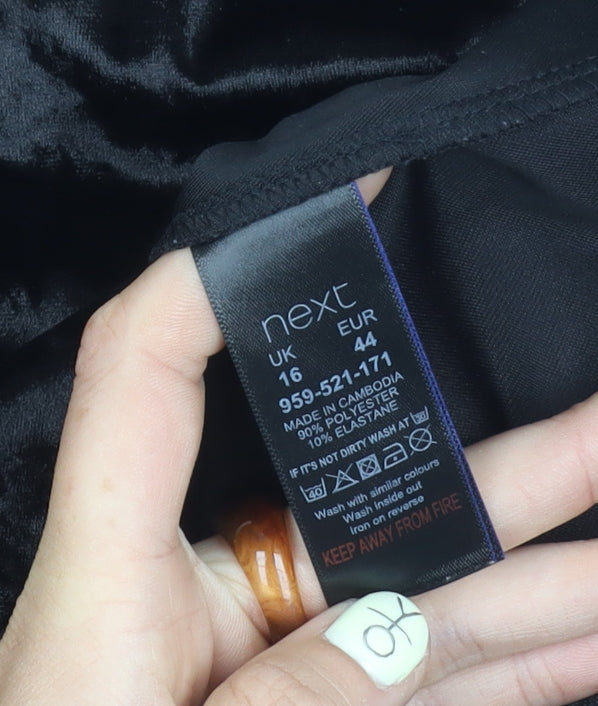 next
UK EUR
16 44
959-521-171
MADE IN CAMBODIA
90% POLYESTER
10% ELASTANE
IF IT'S NOT DIRTY WASH AT 30
40
Wash with similar colours
Wash inside out
Iron on reverse
KEEP AWAY FROM FIRE
OK